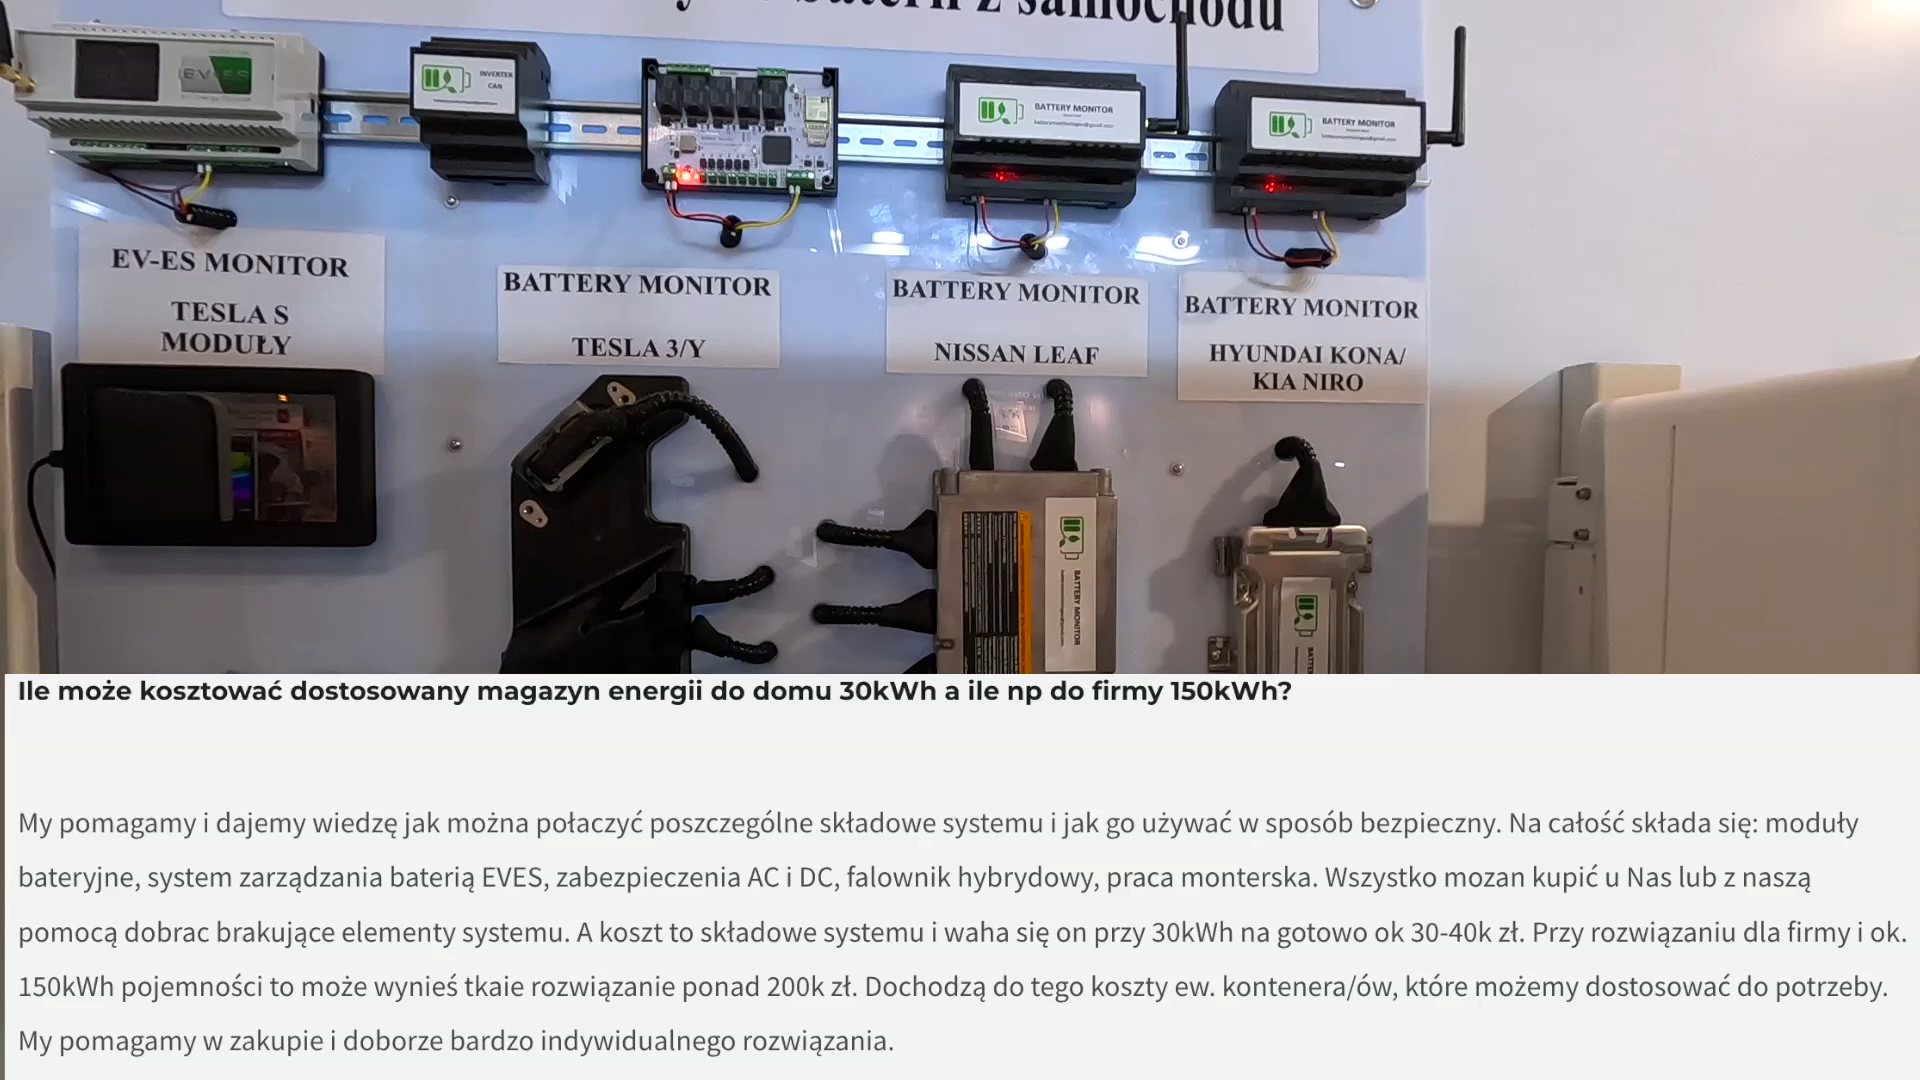 z samochodu
EV-ES
INVERTER
CAN
BATTERY MONITOR
BATTERY MONITOR
EV-ES MONITOR
TESLA S
MODUŁY
BATTERY MONITOR
TESLA 3/Y
BATTERY MONITOR
NISSAN LEAF
BATTERY MONITOR
HYUNDAI KONA/
KIA NIRO
BATTERY MONITOR
Ile może kosztować dostosowany magazyn energii do domu 30kWh a ile np do firmy 150kWh?
My pomagamy i dajemy wiedzę jak można połaczyć poszczególne składowe systemu i jak go używać w sposób bezpieczny. Na całość składa się: moduły
bateryjne, system zarządzania baterią EVES, zabezpieczenia AC i DC, falownik hybrydowy, praca monterska. Wszystko mozan kupić u Nas lub z naszą
pomocą dobrac brakujące elementy systemu. A koszt to składowe systemu i waha się on przy 30kWh na gotowo ok 30-40k zł. Przy rozwiązaniu dla firmy i ok.
150kWh pojemności to może wynieś tkaie rozwiązanie ponad 200k zł. Dochodzą do tego koszty ew. kontenera/ów, które możemy dostosować do potrzeby.
My pomagamy w zakupie i doborze bardzo indywidualnego rozwiązania.